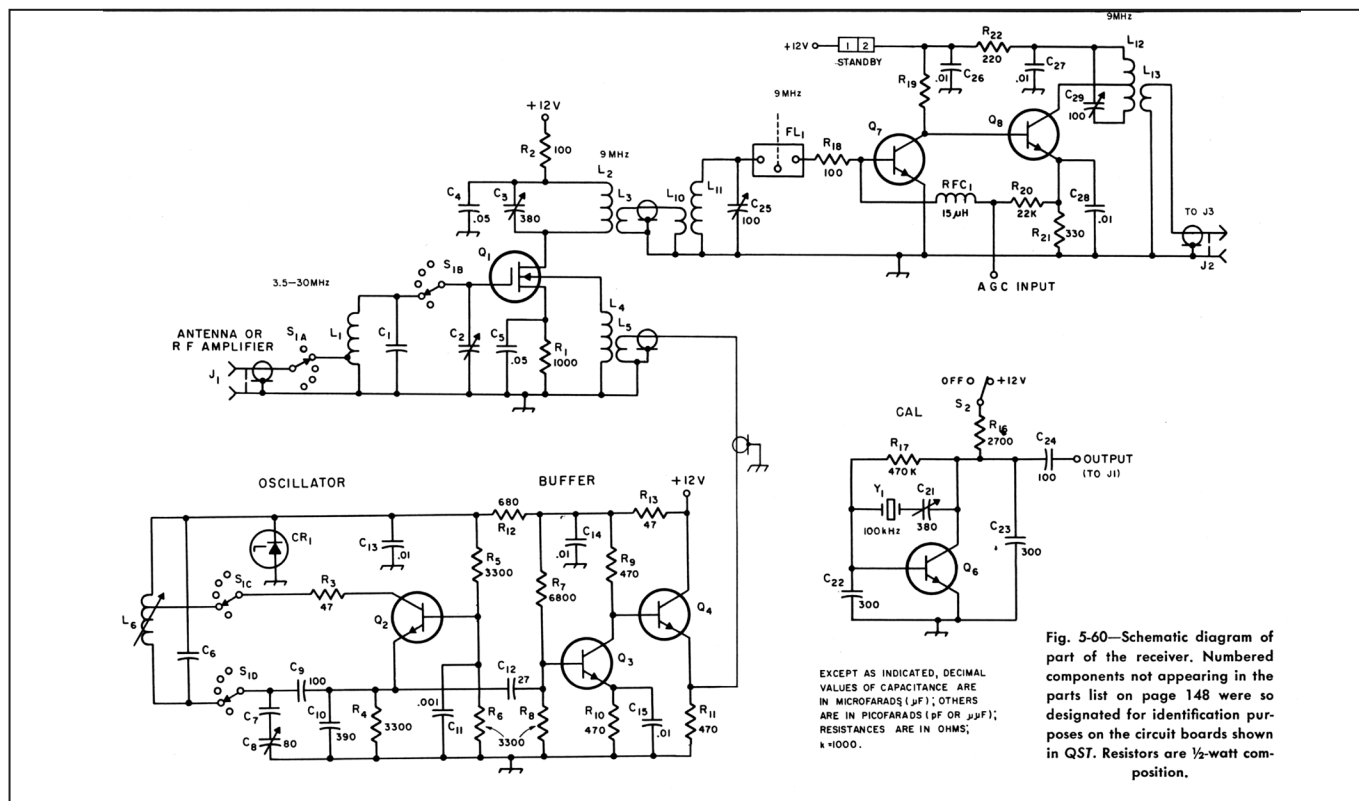 9MHz
+12V
1 2
STANDBY
R22
220
L12
L13
R19
.01
C26
.01
C27
C29
100
9 MHz
FL1
Q7
Q8
R18
100
+12V
R2
100
9MHz
L2
C4
.05
C3
380
L3
L10
L11
C25
100
RFC1
15 μH
R20
22K
C28
.01
R21
330
TO J3
J2
AGC INPUT
Q1
S1B
3.5–30MHz
ANTENNA OR
RF AMPLIFIER
S1A
L1
C1
C2
C5
.05
R1
1000
L4
L5
J1
OFF
+12V
S2
CAL
R16
2700
C24
100
OUTPUT
(TO J1)
R17
470K
Y1
100kHz
C21
380
C23
300
Q6
C22
300
OSCILLATOR
BUFFER
+12V
680
R12
R13
47
CR1
C13
.01
R5
3300
C14
.01
R9
470
R7
6800
S1C
R3
47
Q2
Q4
L6
C6
S1D
C9
100
C12
27
Q3
C7
C8
80
C10
390
R4
3300
.001
C11
R6
3300
R8
R10
470
C15
.01
R11
470
EXCEPT AS INDICATED, DECIMAL
VALUES OF CAPACITANCE ARE
IN MICROFARADS (μF); OTHERS
ARE IN PICOFARADS (pF OR μμF);
RESISTANCES ARE IN OHMS;
k=1000.
Fig. 5-60—Schematic diagram of
part of the receiver. Numbered
components not appearing in the
parts list on page 148 were so
designated for identification pur-
poses on the circuit boards shown
in QST. Resistors are ½-watt com-
position.